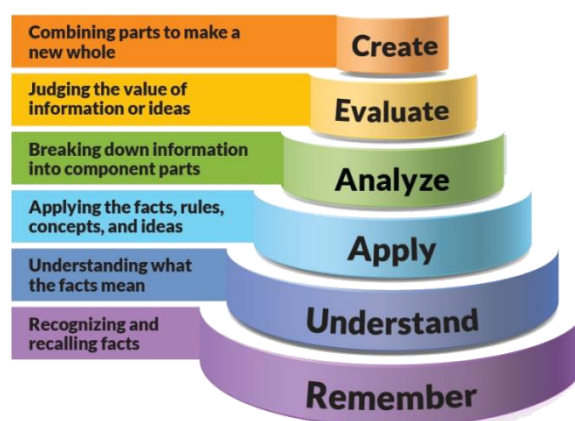 Combining parts to make a
new whole
Create
Judging the value of
information or ideas
Evaluate
Breaking down information
into component parts
Analyze
Applying the facts, rules,
concepts, and ideas
Apply
Understanding what
the facts mean
Understand
Recognizing and
recalling facts
Remember